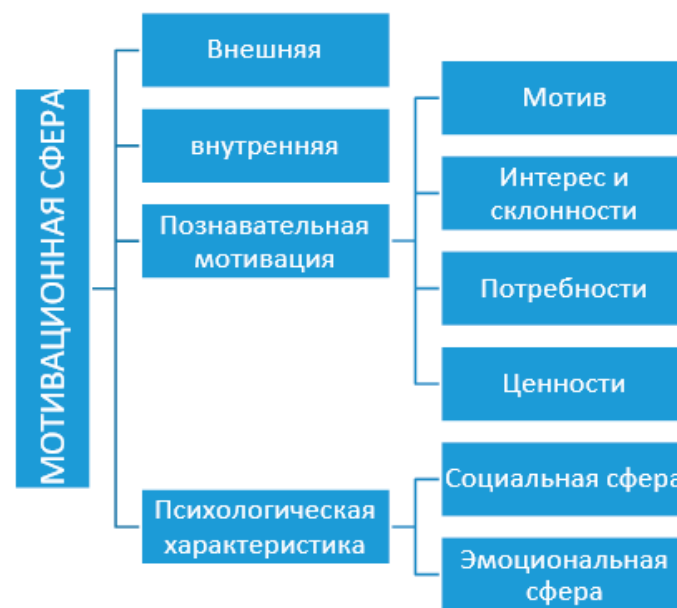 МОТИВАЦИОННАЯ СФЕРА
Внешняя
внутренняя
Познавательная
мотивация
Мотив
Интерес и
склонности
Потребности
Ценности
Психологическая
характеристика
Социальная сфера
Эмоциональная
сфера